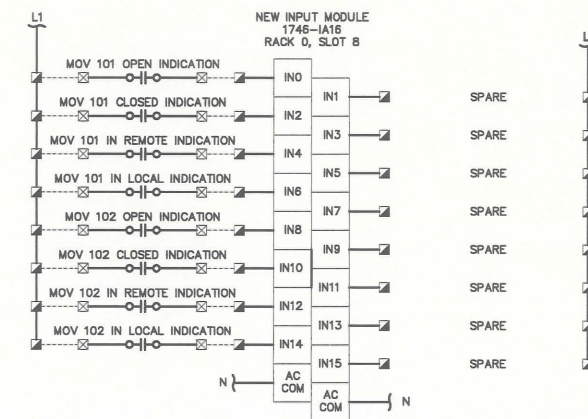 L1
NEW INPUT MODULE
1746-IA16
RACK 0, SLOT 8
L
MOV 101 OPEN INDICATION
IN0
IN1
SPARE
MOV 101 CLOSED INDICATION
IN2
IN3
SPARE
MOV 101 IN REMOTE INDICATION
IN4
IN5
SPARE
MOV 101 IN LOCAL INDICATION
IN6
IN7
SPARE
MOV 102 OPEN INDICATION
IN8
IN9
SPARE
MOV 102 CLOSED INDICATION
IN10
IN11
SPARE
MOV 102 IN REMOTE INDICATION
IN12
IN13
SPARE
MOV 102 IN LOCAL INDICATION
IN14
IN15
SPARE
N
AC
COM
AC
COM
N